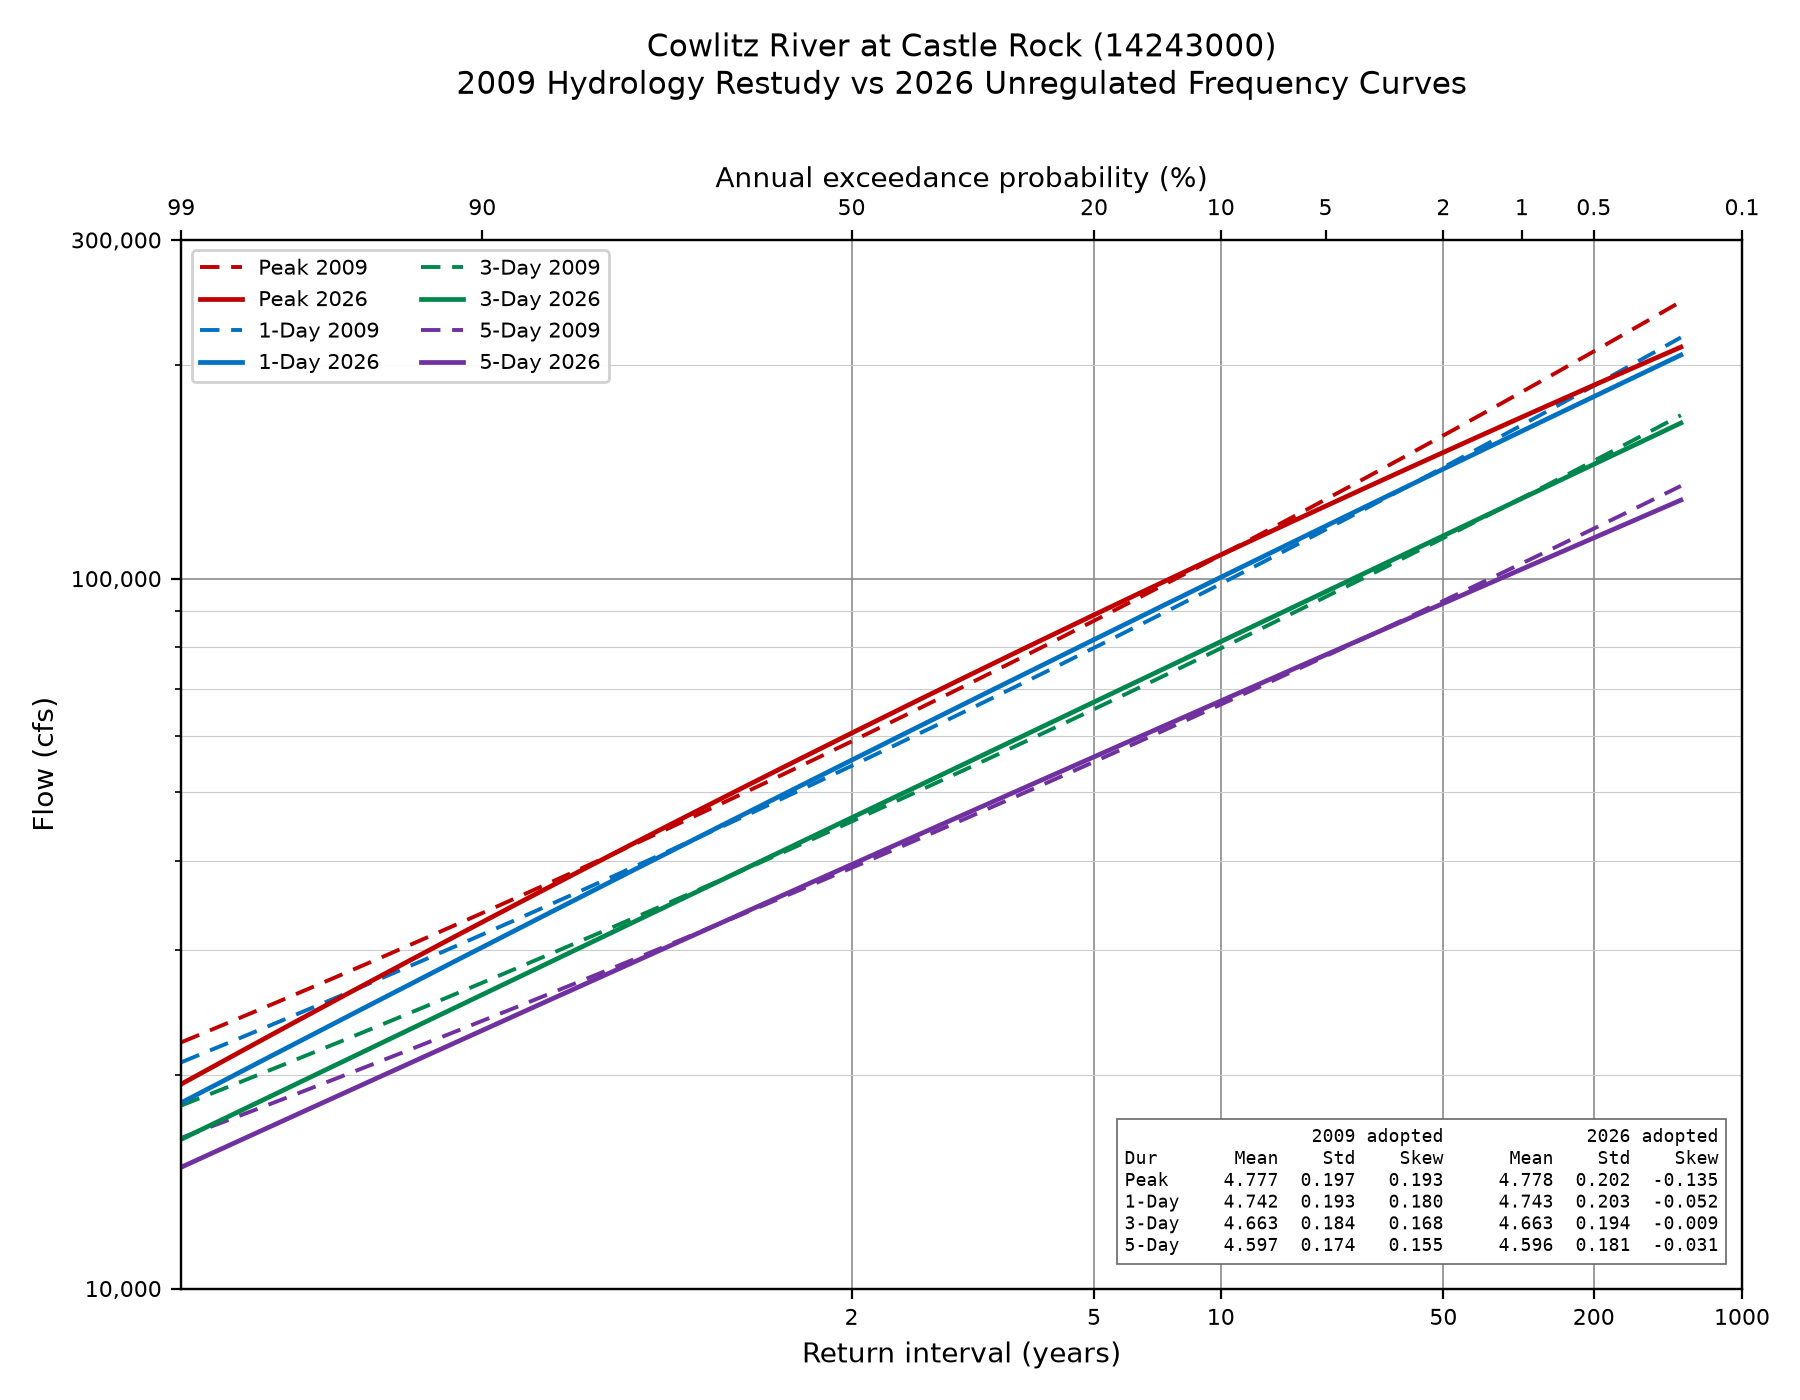 Cowlitz River at Castle Rock (14243000)
2009 Hydrology Restudy vs 2026 Unregulated Frequency Curves
Annual exceedance probability (%)
99 90 50 20 10 5 2 1 0.5 0.1
300,000
100,000
10,000
Flow (cfs)
Peak 2009 3-Day 2009
Peak 2026 3-Day 2026
1-Day 2009 5-Day 2009
1-Day 2026 5-Day 2026
2009 adopted 2026 adopted
Dur Mean Std Skew Mean Std Skew
Peak 4.777 0.197 0.193 4.778 0.202 -0.135
1-Day 4.742 0.193 0.180 4.743 0.203 -0.052
3-Day 4.663 0.184 0.168 4.663 0.194 -0.009
5-Day 4.597 0.174 0.155 4.596 0.181 -0.031
2 5 10 50 200 1000
Return interval (years)